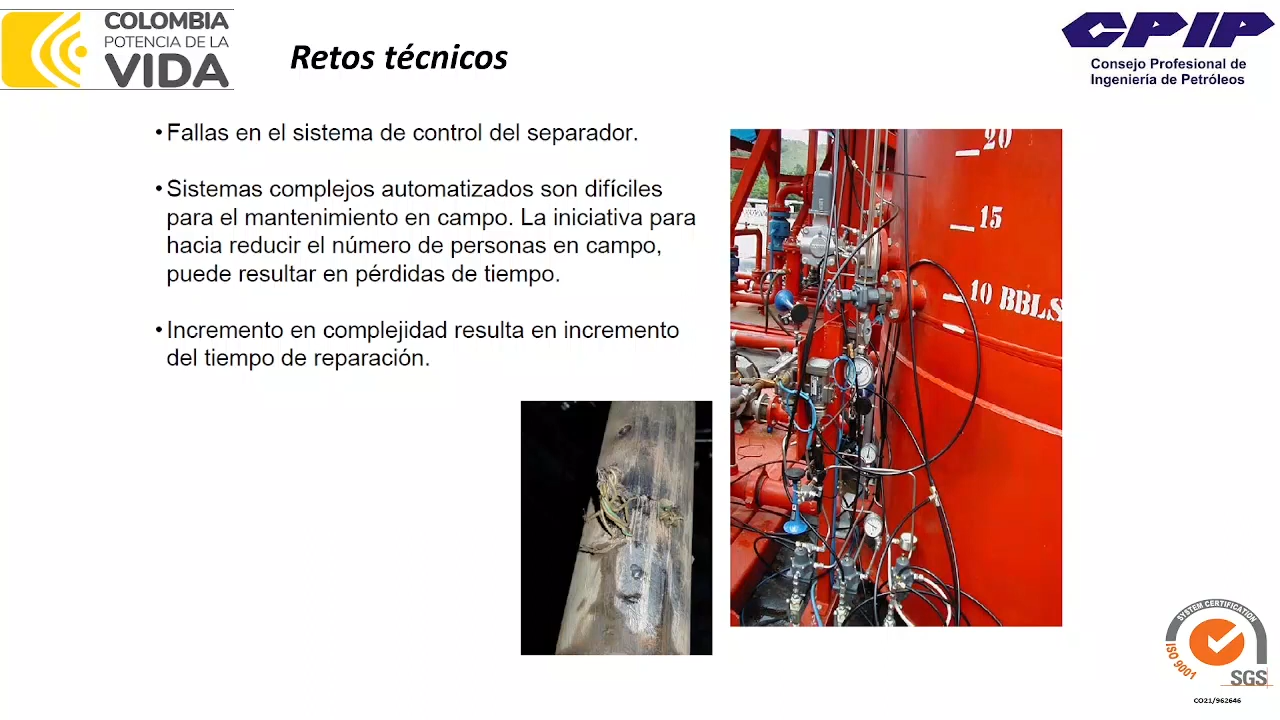 COLOMBIA
POTENCIA DE LA
VIDA
Retos técnicos
CPIP
Consejo Profesional de
Ingeniería de Petróleos
• Fallas en el sistema de control del separador.
• Sistemas complejos automatizados son difíciles
para el mantenimiento en campo. La iniciativa para
hacia reducir el número de personas en campo,
puede resultar en pérdidas de tiempo.
• Incremento en complejidad resulta en incremento
del tiempo de reparación.
20
15
10 BBLS
SYSTEM CERTIFICATION
ISO 9001
SGS
CO21/962646